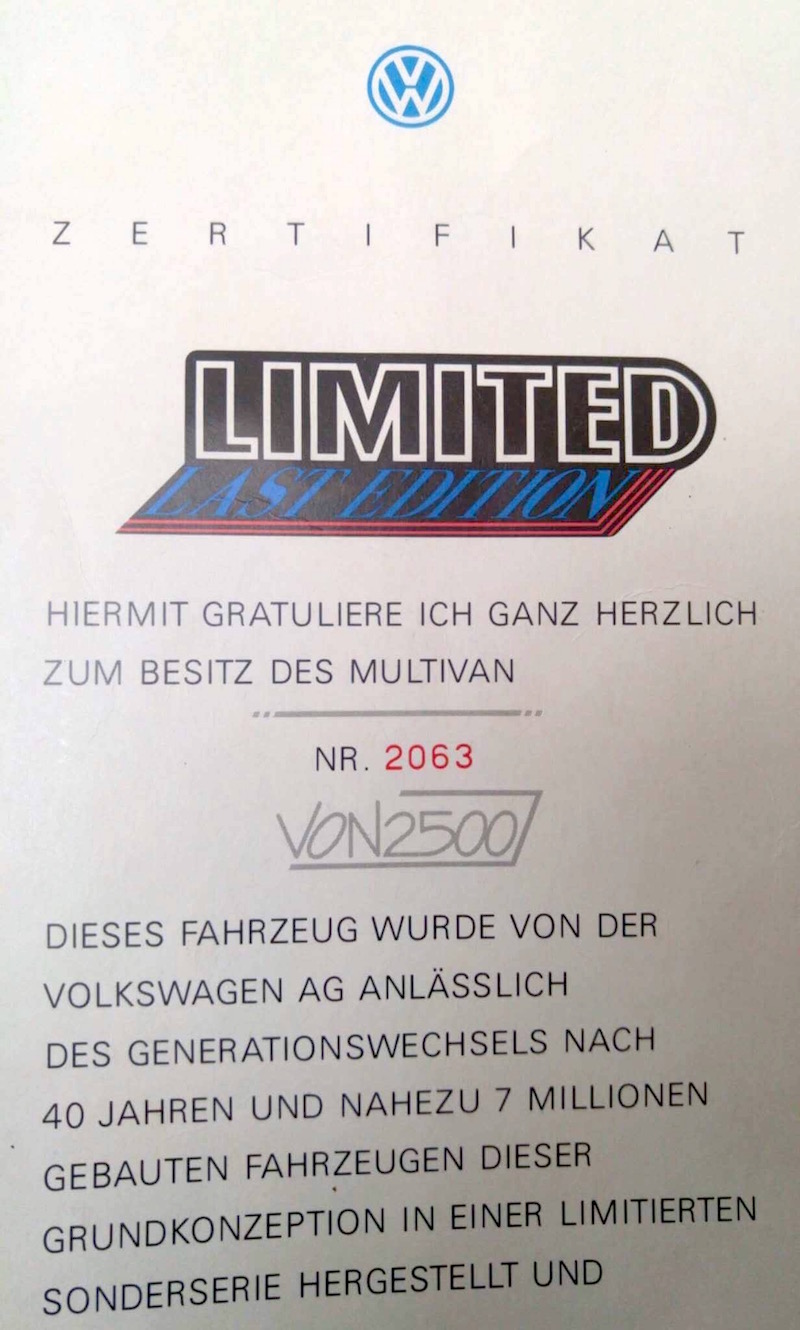 VW
ZERTIFIKAT
LIMITED
LAST EDITION
HIERMIT GRATULIERE ICH GANZ HERZLICH
ZUM BESITZ DES MULTIVAN
NR. 2063
VON 2500
DIESES FAHRZEUG WURDE VON DER
VOLKSWAGEN AG ANLÄSSLICH
DES GENERATIONSWECHSELS NACH
40 JAHREN UND NAHEZU 7 MILLIONEN
GEBAUTEN FAHRZEUGEN DIESER
GRUNDKONZEPTION IN EINER LIMITIERTEN
SONDERSERIE HERGESTELLT UND